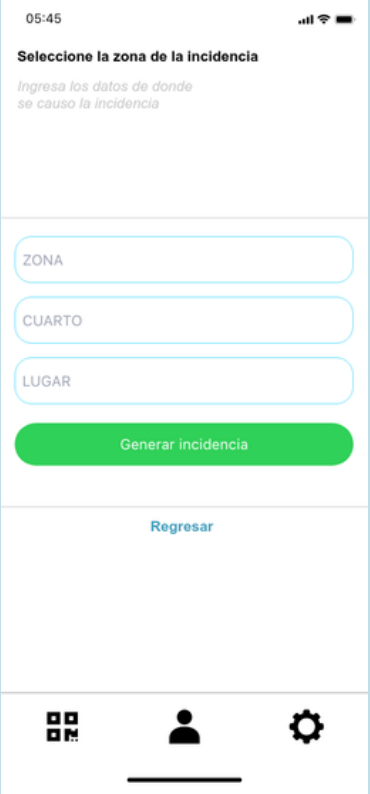 05:45
Seleccione la zona de la incidencia
Ingresa los datos de donde
se causo la incidencia
ZONA
CUARTO
LUGAR
Generar incidencia
Regresar